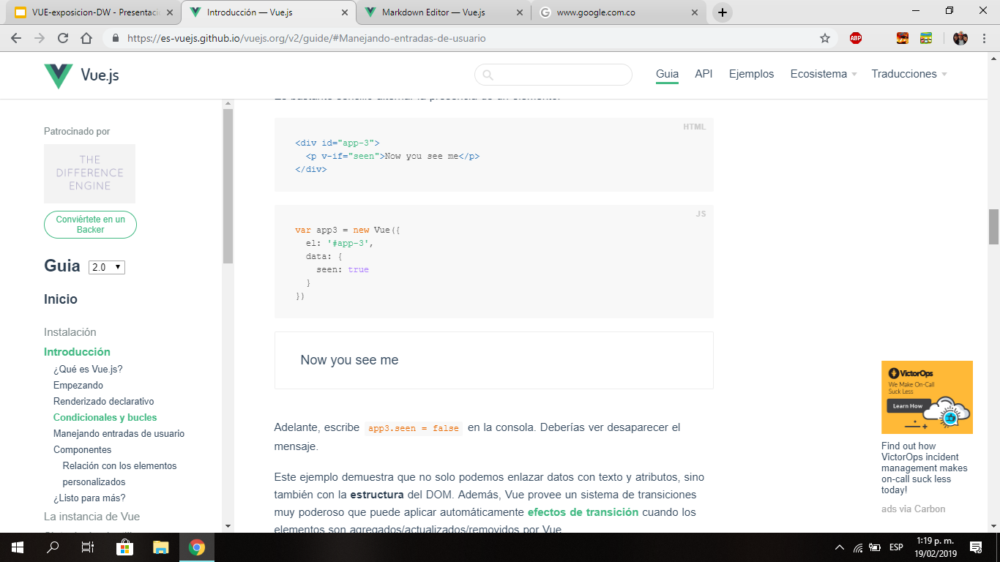 VUE-exposicion-DW - Presentaci
Introducción — Vue.js
Markdown Editor — Vue.js
www.google.com.co
https://es-vuejs.github.io/vuejs.org/v2/guide/#Manejando-entradas-de-usuario
ABP
Vue.js
Guia
API
Ejemplos
Ecosistema
Traducciones
Patrocinado por
THE
DIFFERENCE
ENGINE
Conviértete en un
Backer
Guia 2.0
Inicio
Instalación
Introducción
¿Qué es Vue.js?
Empezando
Renderizado declarativo
Condicionales y bucles
Manejando entradas de usuario
Componentes
Relación con los elementos
personalizados
¿Listo para más?
La instancia de Vue
Es bastante sencillo alternar la presencia de un elemento:
HTML
<div id="app-3">
  <p v-if="seen">Now you see me</p>
</div>
JS
var app3 = new Vue({
  el: '#app-3',
  data: {
    seen: true
  }
})
Now you see me
Adelante, escribe app3.seen = false en la consola. Deberías ver desaparecer el
mensaje.
Este ejemplo demuestra que no solo podemos enlazar datos con texto y atributos, sino
también con la estructura del DOM. Además, Vue provee un sistema de transiciones
muy poderoso que puede aplicar automáticamente efectos de transición cuando los
elementos son agregados/actualizados/removidos por Vue.
VictorOps
We Make On-Call
Suck Less
Learn How
Find out how
VictorOps incident
management makes
on-call suck less
today!
ads via Carbon
ESP
1:19 p. m.
19/02/2019